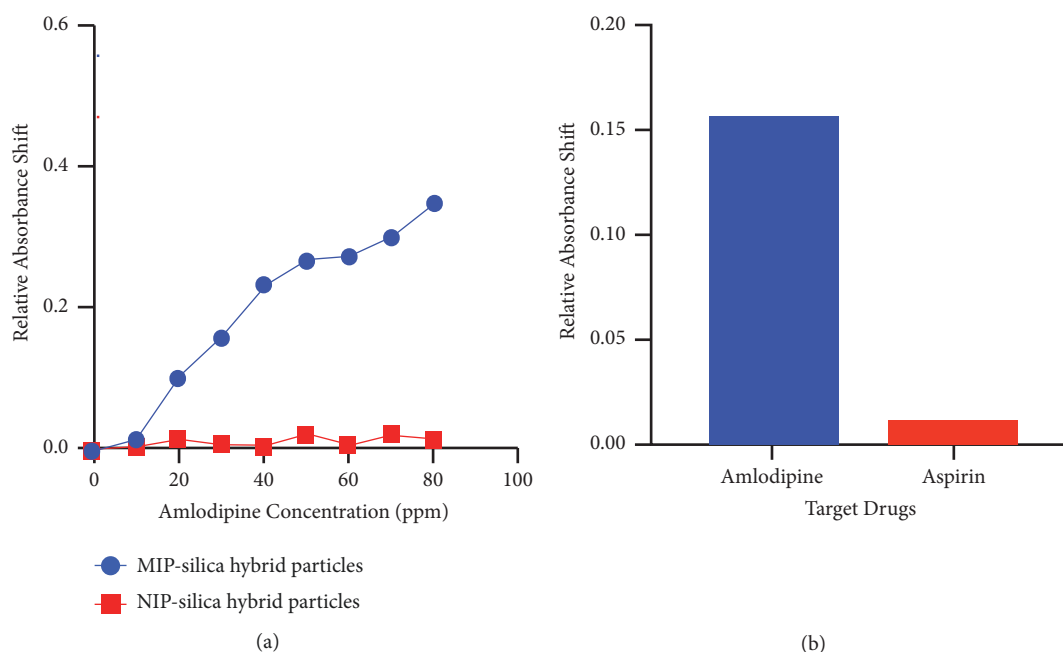 0.6
0.4
0.2
0.0
Relative Absorbance Shift
0 20 40 60 80 100
Amlodipine Concentration (ppm)
MIP-silica hybrid particles
NIP-silica hybrid particles
(a)
0.20
0.15
0.10
0.05
0.00
Relative Absorbance Shift
Amlodipine Aspirin
Target Drugs
(b)